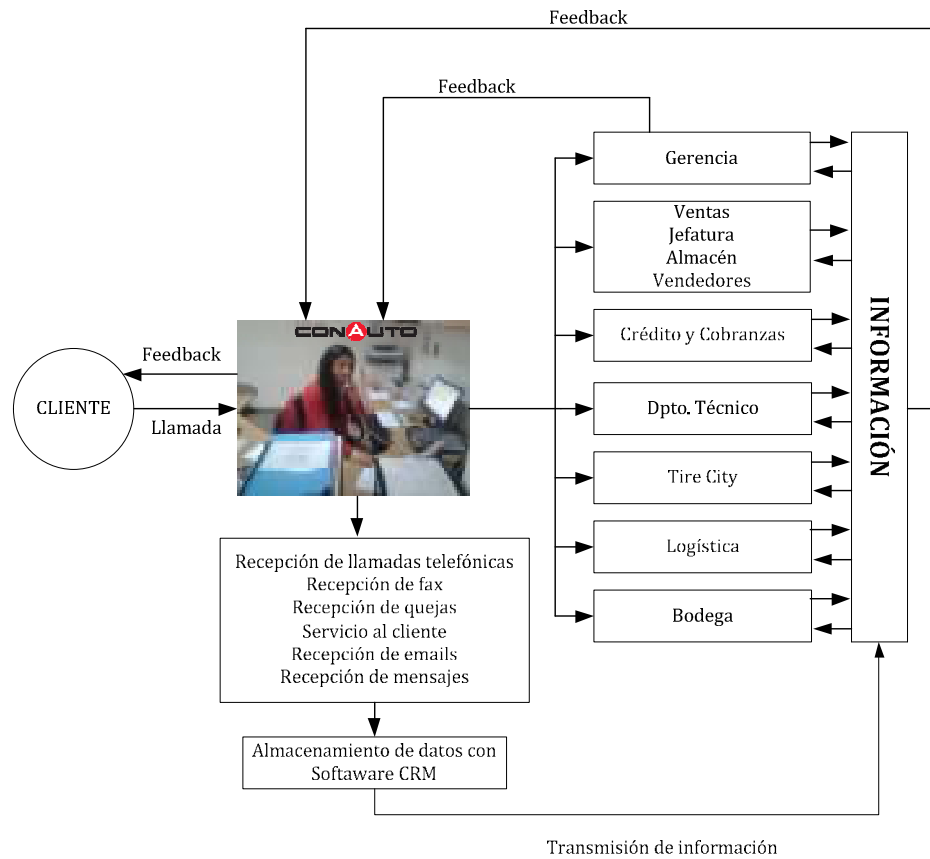 Feedback
Feedback
Gerencia
Ventas
Jefatura
Almacén
Vendedores
CONAUTO
INFORMACIÓN
Crédito y Cobranzas
Feedback
CLIENTE
Llamada
Dpto. Técnico
Tire City
Logística
Recepción de llamadas telefónicas
Recepción de fax
Recepción de quejas
Servicio al cliente
Recepción de emails
Recepción de mensajes
Bodega
Almacenamiento de datos con
Softaware CRM
Transmisión de información